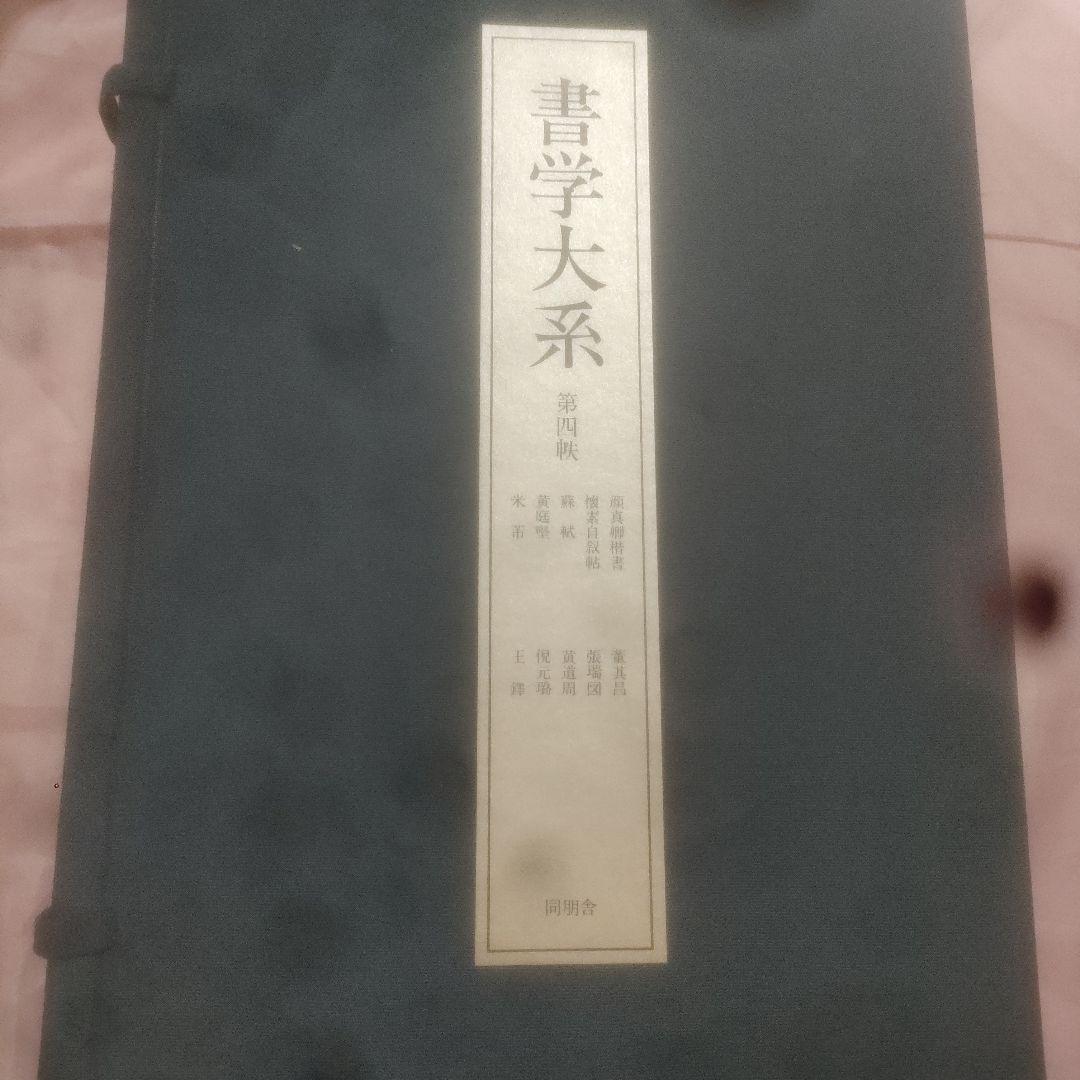 書学大系
第四帙
顔真卿楷書
懐素自叙帖
蘇軾
黄庭堅
米芾
董其昌
張瑞図
黄道周
倪元璐
王鐸
同朋舎